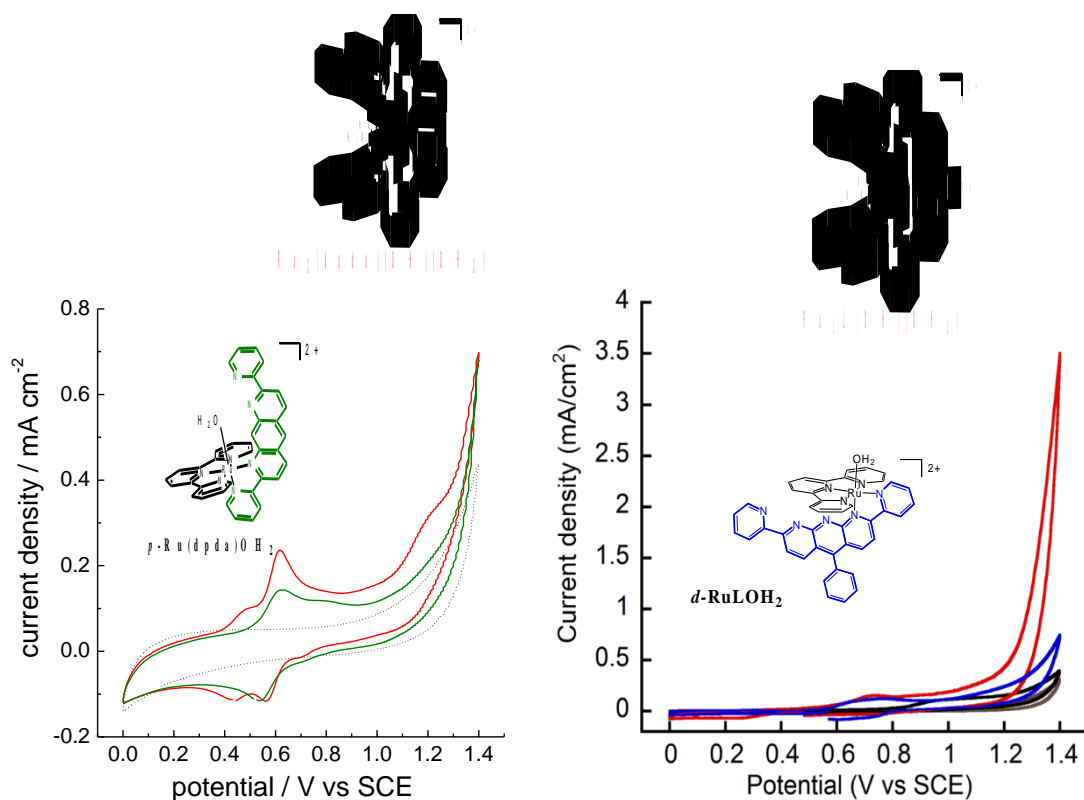 current density / mA cm⁻²
0.8
0.6
0.4
0.2
0.0
-0.2
2+
H₂O
N
N
p-Ru(dpda)OH₂
0.0 0.2 0.4 0.6 0.8 1.0 1.2 1.4
potential / V vs SCE
Current density (mA/cm²)
4
3.5
3
2.5
2
1.5
1
0.5
0
OH₂
2+
N Ru N
N
N N N N
d-RuLOH₂
0 0.2 0.4 0.6 0.8 1 1.2 1.4
Potential (V vs SCE)